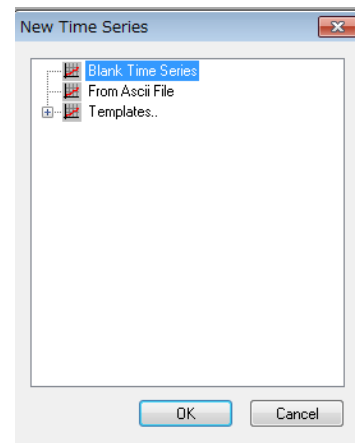 New Time Series
Blank Time Series
From Ascii File
Templates..
OK Cancel